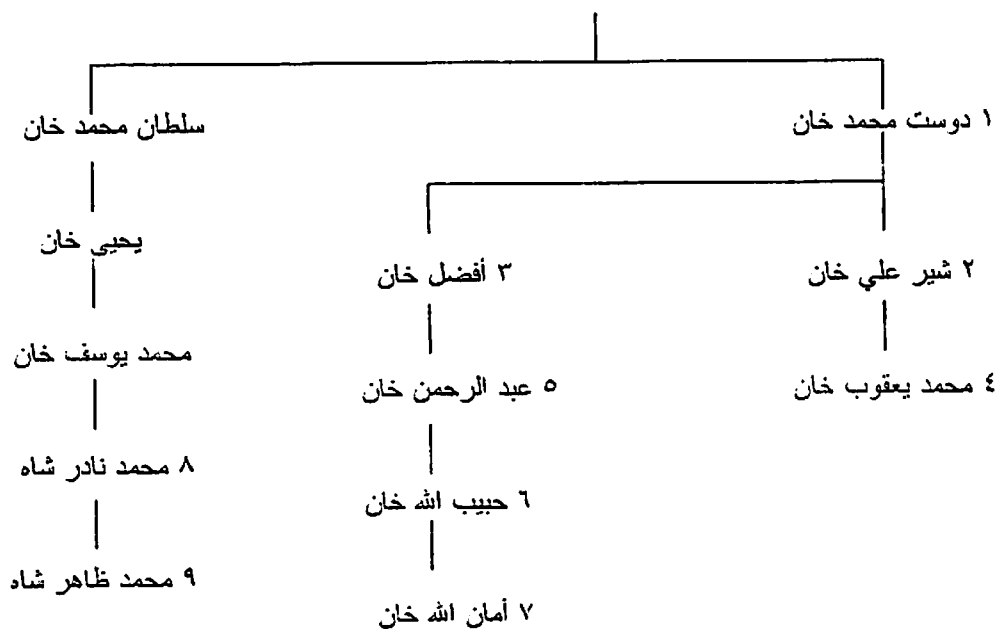 ١ دوست محمد خان
سلطان محمد خان
يحيى خان
٢ شير علي خان
٣ أفضل خان
محمد يوسف خان
٤ محمد يعقوب خان
٥ عبد الرحمن خان
٨ محمد نادر شاه
٦ حبيب الله خان
٩ محمد ظاهر شاه
٧ أمان الله خان